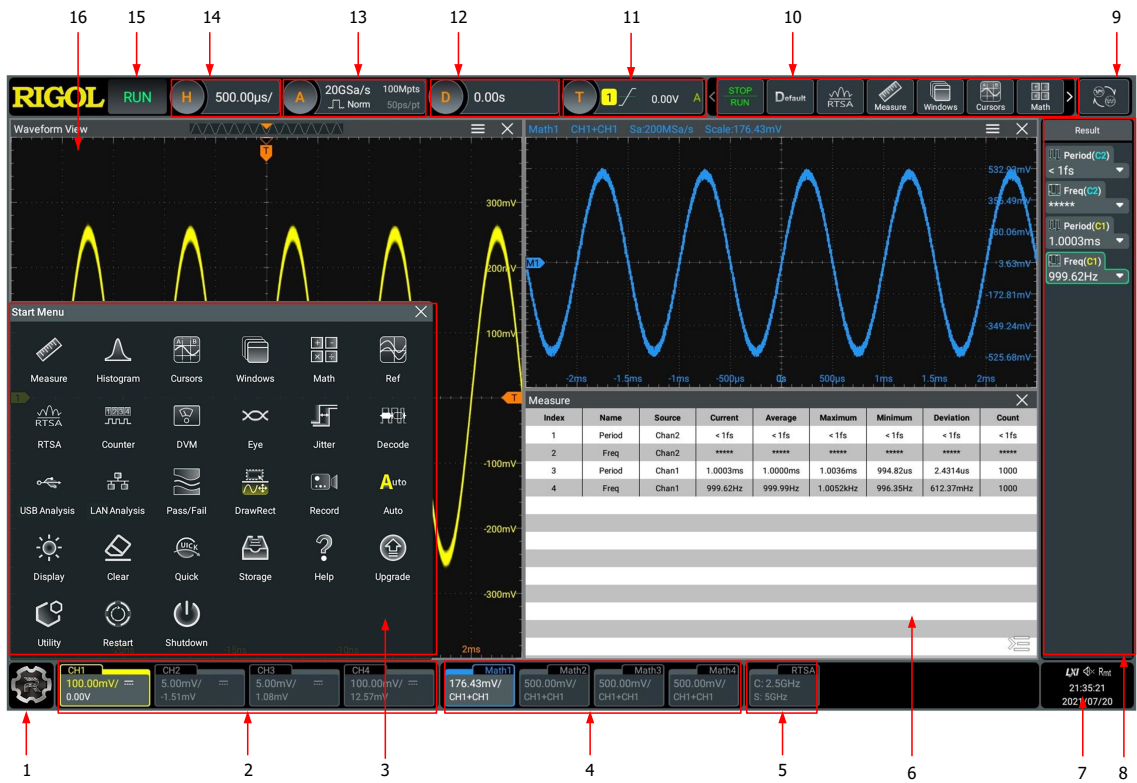 16 15 14 13 12 11 10 9
RIGOL RUN H 500.00µs/ A 20GSa/s 100Mpts Norm 50ps/pt D 0.00s T 1 0.00V A STOP RUN Default RTSA Measure Windows Cursors Math
Waveform View
T
300mV
200mV
100mV
-100mV
-200mV
-300mV
2ms
T
Math1 CH1+CH1 Sa:200MSa/s Scale:176.43mV
M1
-3.63mV
-172.81mV
-349.24mV
-525.68mV
-2ms -1.5ms -1ms -500µs 0s 500µs 1ms 1.5ms 2ms
Result
Period(C2)
< 1fs
Freq(C2)
*****
Period(C1)
1.0003ms
Freq(C1)
999.62Hz
Start Menu
Measure Histogram Cursors Windows Math Ref
RTSA Counter DVM Eye Jitter Decode
USB Analysis LAN Analysis Pass/Fail DrawRect Record Auto
Display Clear Quick Storage Help Upgrade
Utility Restart Shutdown
Measure
Index Name Source Current Average Maximum Minimum Deviation Count
1 Period Chan2 < 1fs < 1fs < 1fs < 1fs < 1fs < 1fs
2 Freq Chan2 ***** ***** ***** ***** ***** *****
3 Period Chan1 1.0003ms 1.0000ms 1.0036ms 994.82us 2.4314us 1000
4 Freq Chan1 999.62Hz 999.99Hz 1.0052kHz 996.35Hz 612.37mHz 1000
CH1
100.00mV/
0.00V
CH2
5.00mV/
-1.51mV
CH3
5.00mV/
1.08mV
CH4
100.00mV/
12.57mV
Math1
176.43mV/
CH1+CH1
Math2
500.00mV/
CH1+CH1
Math3
500.00mV/
CH1+CH1
Math4
500.00mV/
CH1+CH1
RTSA
C: 2.5GHz
S: 5GHz
LXI Rmt
21:35:21
2021/07/20
1 2 3 4 5 6 7 8